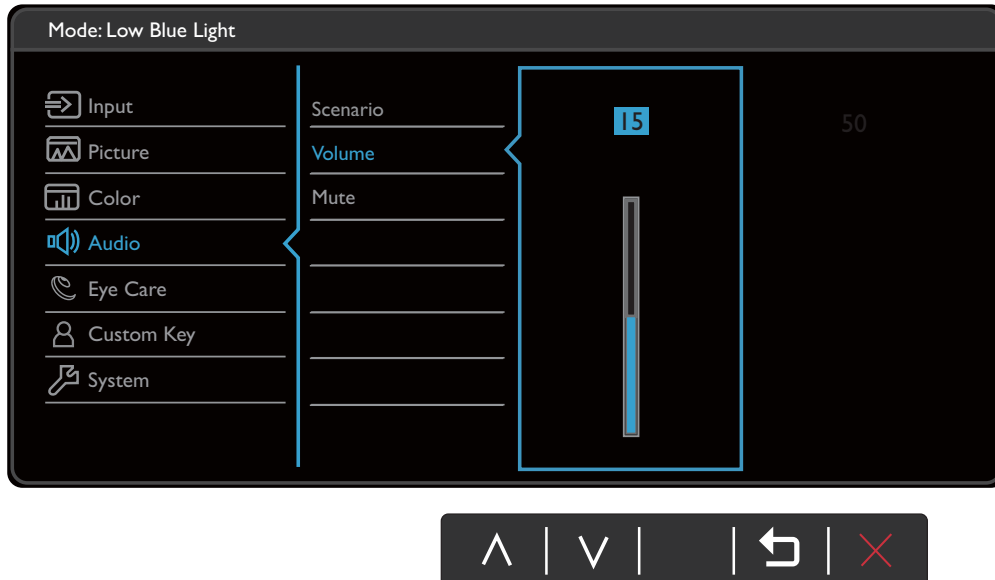 Mode: Low Blue Light
Input
Picture
Color
Audio
Eye Care
Custom Key
System
Scenario
Volume
Mute
15
50